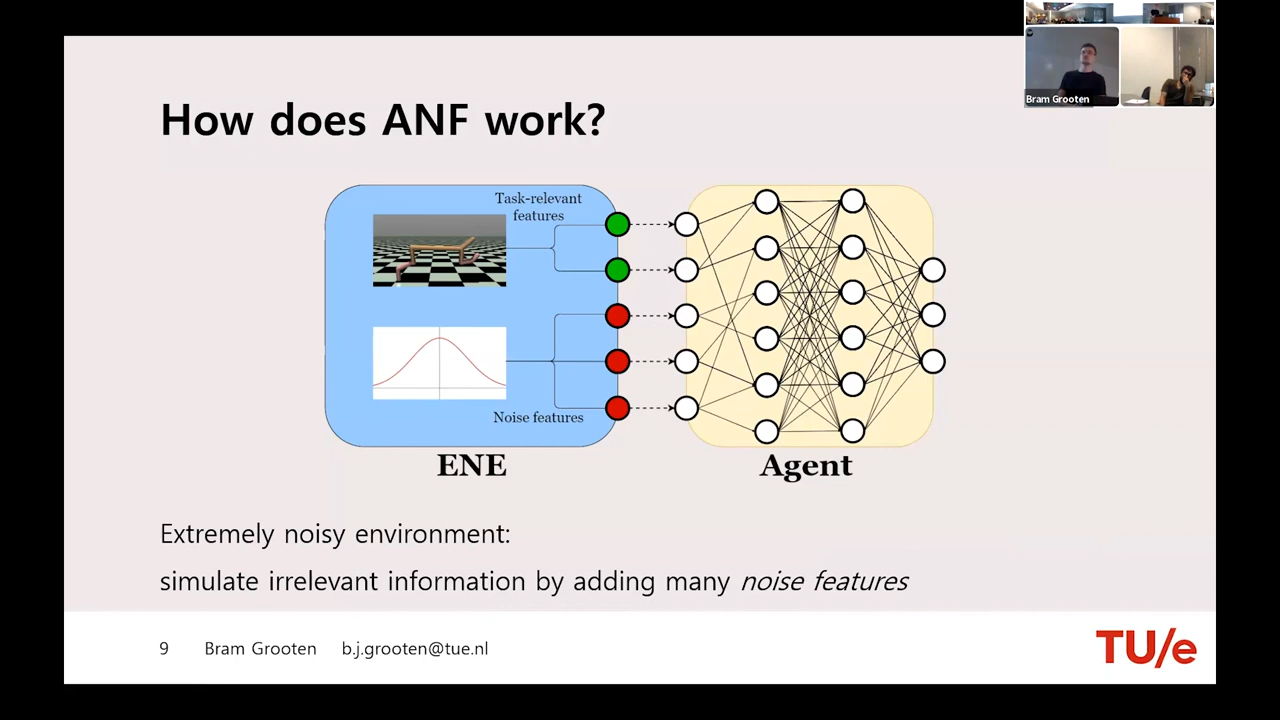 Bram Grooten
How does ANF work?
Task-relevant
features
Noise features
ENE
Agent
Extremely noisy environment:
simulate irrelevant information by adding many noise features
9 Bram Grooten b.j.grooten@tue.nl
TU/e